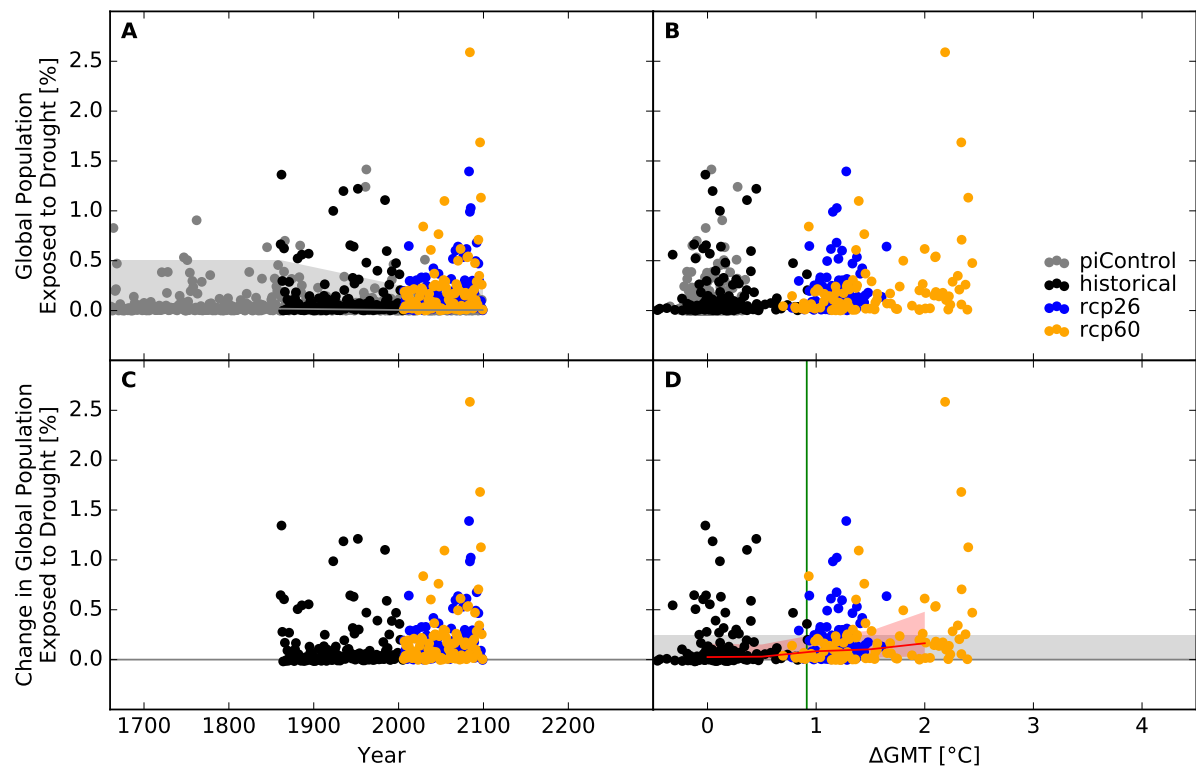 A
B
Global Population
Exposed to Drought [%]
2.5
2.0
1.5
1.0
0.5
0.0
piControl
historical
rcp26
rcp60
C
D
Change in Global Population
Exposed to Drought [%]
2.5
2.0
1.5
1.0
0.5
0.0
1700 1800 1900 2000 2100 2200
0 1 2 3 4
Year
ΔGMT [°C]